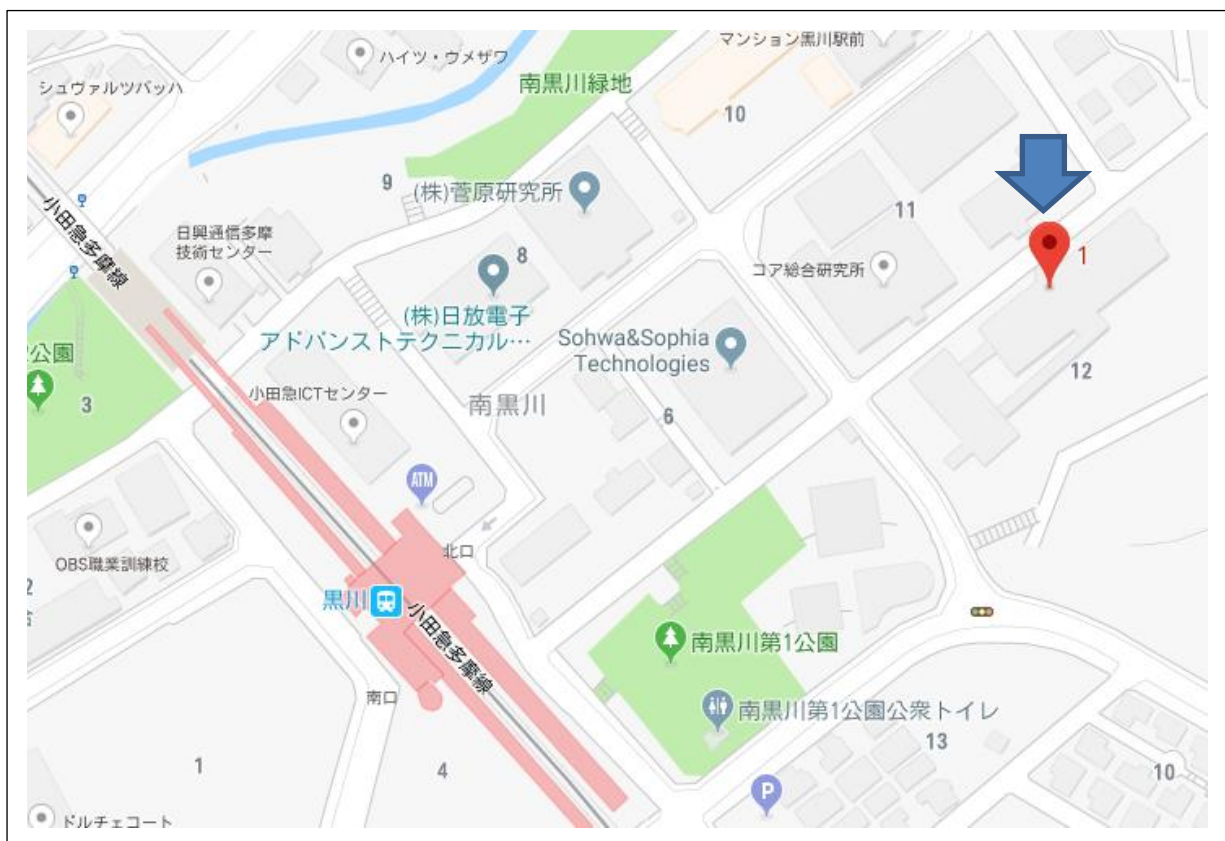 マンション黒川駅前
ハイツ・ウメザワ
シュヴァルツバッハ
南黒川緑地
10
9
(株)菅原研究所
11
小田急多摩線
日興通信多摩
技術センター
8
1
コア総合研究所
(株)日放電子
アドバンストテクニカル…
Sohwa&Sophia
Technologies
公園
3
12
小田急ICTセンター
南黒川
6
ATM
北口
OBS職業訓練校
2
黒川
小田急多摩線
南黒川第1公園
南口
南黒川第1公園公衆トイレ
13
1
4
10
P
ドルチェコート